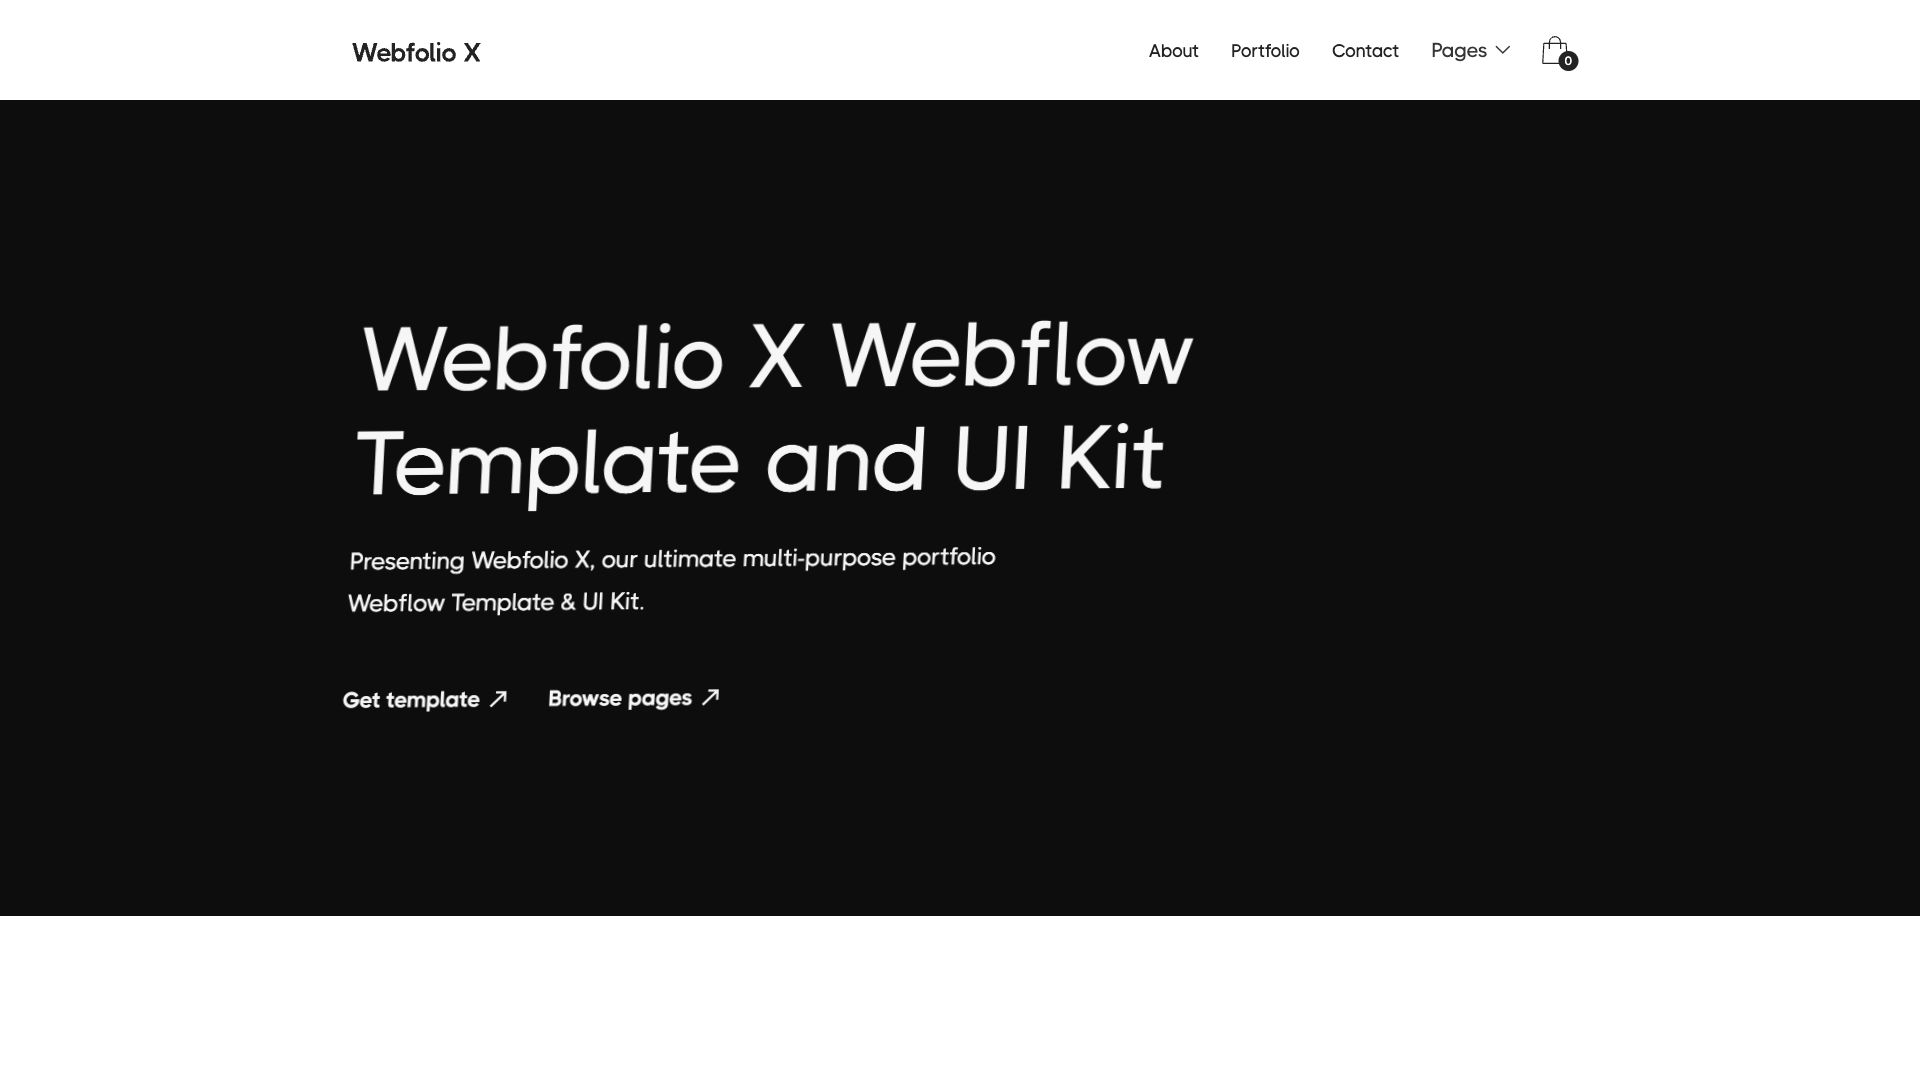 Webfolio X
About
Portfolio
Contact
Pages
0
Webfolio X Webflow
Template and UI Kit
Presenting Webfolio X, our ultimate multi-purpose portfolio
Webflow Template & UI Kit.
Get template
Browse pages